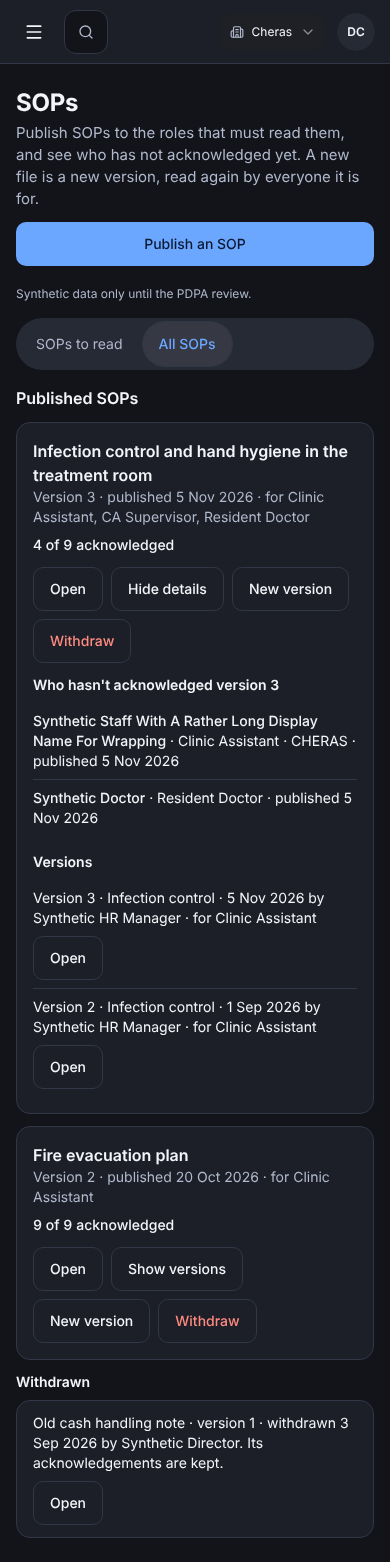 Cheras
DC
SOPs
Publish SOPs to the roles that must read them,
and see who has not acknowledged yet. A new
file is a new version, read again by everyone it is
for.
Publish an SOP
Synthetic data only until the PDPA review.
SOPs to read
All SOPs
Published SOPs
Infection control and hand hygiene in the
treatment room
Version 3 · published 5 Nov 2026 · for Clinic
Assistant, CA Supervisor, Resident Doctor
4 of 9 acknowledged
Open
Hide details
New version
Withdraw
Who hasn't acknowledged version 3
Synthetic Staff With A Rather Long Display
Name For Wrapping · Clinic Assistant · CHERAS ·
published 5 Nov 2026
Synthetic Doctor · Resident Doctor · published 5
Nov 2026
Versions
Version 3 · Infection control · 5 Nov 2026 by
Synthetic HR Manager · for Clinic Assistant
Open
Version 2 · Infection control · 1 Sep 2026 by
Synthetic HR Manager · for Clinic Assistant
Open
Fire evacuation plan
Version 2 · published 20 Oct 2026 · for Clinic
Assistant
9 of 9 acknowledged
Open
Show versions
New version
Withdraw
Withdrawn
Old cash handling note · version 1 · withdrawn 3
Sep 2026 by Synthetic Director. Its
acknowledgements are kept.
Open